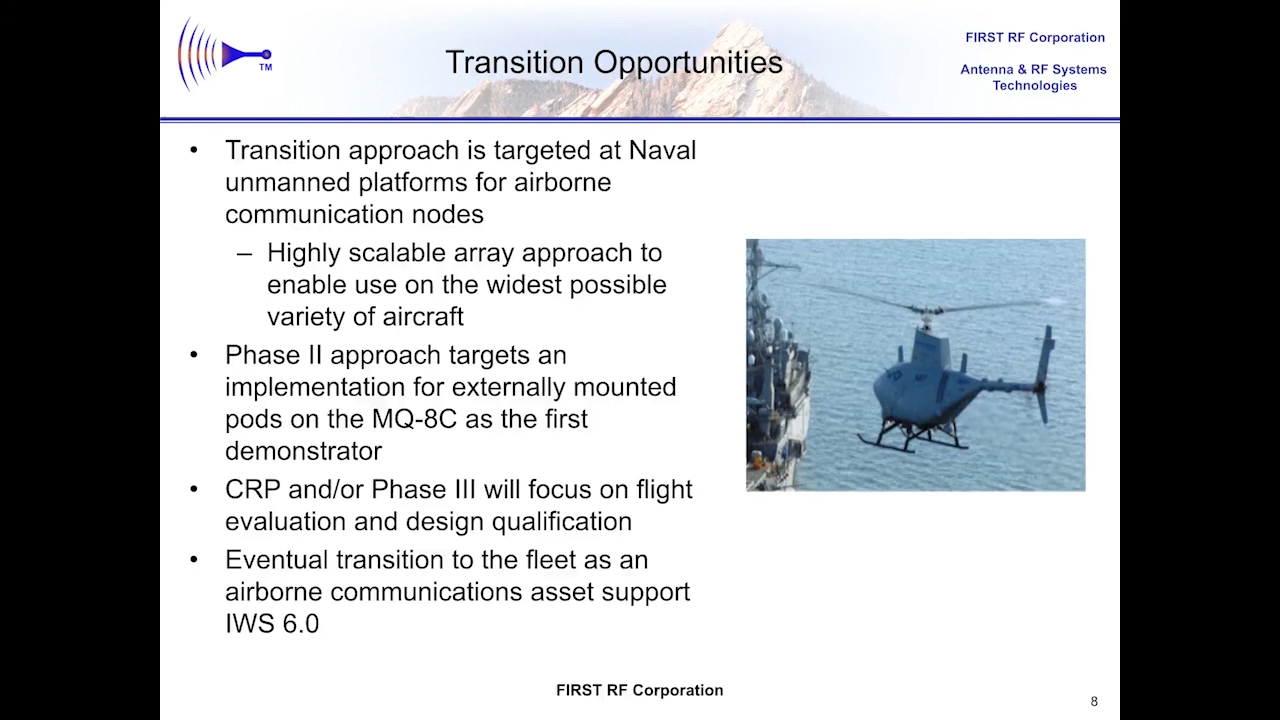 TM
Transition Opportunities
FIRST RF Corporation
Antenna & RF Systems
Technologies
• Transition approach is targeted at Naval
unmanned platforms for airborne
communication nodes
– Highly scalable array approach to
enable use on the widest possible
variety of aircraft
• Phase II approach targets an
implementation for externally mounted
pods on the MQ-8C as the first
demonstrator
• CRP and/or Phase III will focus on flight
evaluation and design qualification
• Eventual transition to the fleet as an
airborne communications asset support
IWS 6.0
FIRST RF Corporation
8